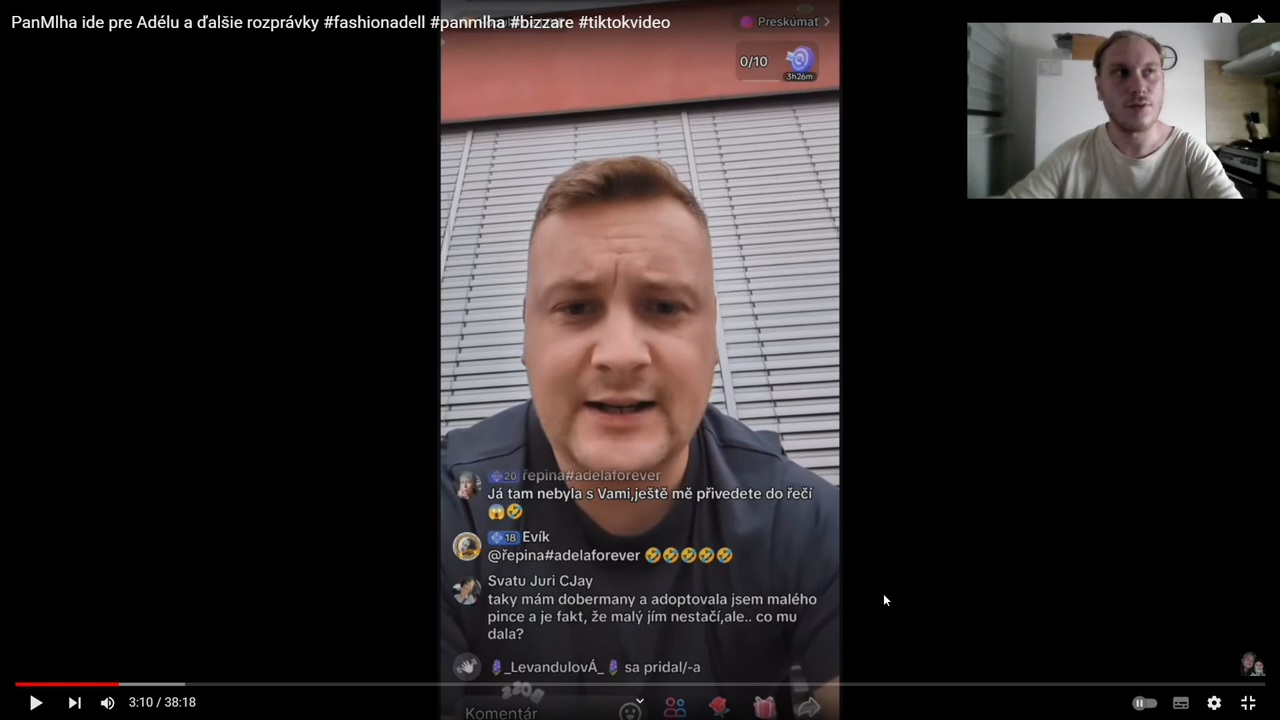 PanMlha ide pre Adélu a ďalšie rozprávky #fashionadell #panmlha #bizzare #tiktokvideo
Preskúmať
0/10
3h26m
20 řepina#adelaforever
Já tam nebyla s Vami,ještě mě přivedete do řečí
😱🤣
18 Evík
@řepina#adelaforever 🤣🤣🤣🤣🤣
Svatu Juri CJay
taky mám dobermany a adoptovala jsem malého
pince a je fakt, že malý jím nestačí,ale.. co mu
dala?
_LevandulovÁ_ sa pridal/-a
Komentár
3:10 / 38:18